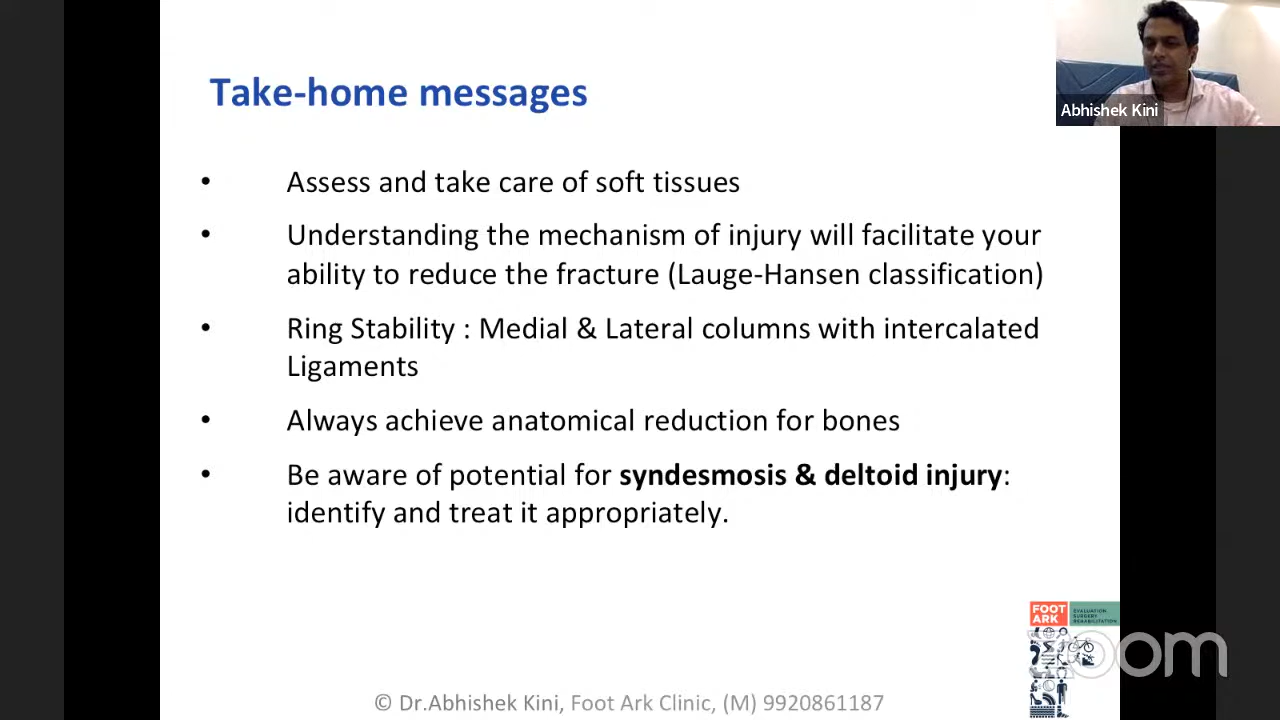 Take-home messages
Abhishek Kini
• Assess and take care of soft tissues
• Understanding the mechanism of injury will facilitate your
ability to reduce the fracture (Lauge-Hansen classification)
• Ring Stability : Medial & Lateral columns with intercalated
Ligaments
• Always achieve anatomical reduction for bones
• Be aware of potential for syndesmosis & deltoid injury:
identify and treat it appropriately.
FOOT
ARK
EVALUATION
SURGERY
REHABILITATION
zoom
© Dr.Abhishek Kini, Foot Ark Clinic, (M) 9920861187